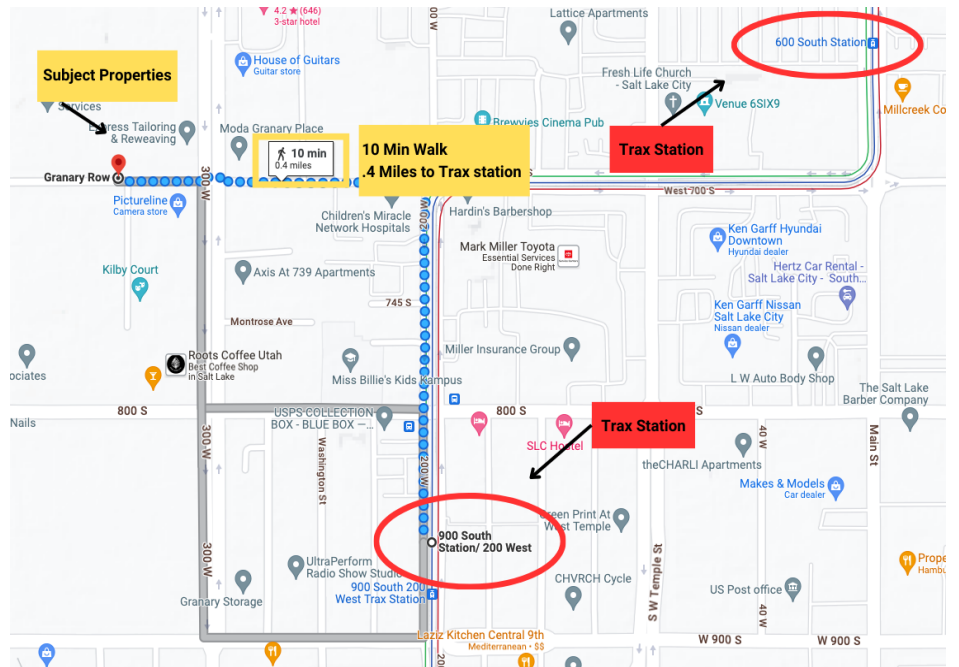 4.2★(646)
3-star hotel
00 W
Lattice Apartments
600 South Station
House of Guitars
Guitar store
Subject Properties
Services
Fresh Life Church
- Salt Lake City
Venue 6SIX9
Millcreek Co
Express Tailoring
& Reweaving
Moda Granary Place
Brewvies Cinema Pub
10 min
0.4 miles
10 Min Walk
.4 Miles to Trax station
Trax Station
S
Granary Row
300 W
West 700 S
Pictureline
Camera store
Children's Miracle
Network Hospitals
200 W
Hardin's Barbershop
Ken Garff Hyundai
Downtown
Hyundai dealer
Mark Miller Toyota
Essential Services
Done Right
Kilby Court
Axis At 739 Apartments
Hertz Car Rental -
Salt Lake City - South...
745 S
Ken Garff Nissan
Salt Lake City
Nissan dealer
Montrose Ave
ociates
Roots Coffee Utah
Best Coffee Shop
in Salt Lake
Miller Insurance Group
Miss Billie's Kids Kampus
L W Auto Body Shop
The Salt Lake
Barber Company
800 S
800 S
S
Nails
USPS COLLECTION
BOX - BLUE BOX —...
Trax Station
SLC Hostel
300 W
Washington St
200 W
40 W
Main St
theCHARLI Apartments
Makes & Models
Car dealer
Green Print At
West Temple
900 South
Station/ 200 West
300 W
UltraPerform
Radio Show Studio
900 South 200
West Trax Station
CHVRCH Cycle
S W Temple St
Prope
Hambu
US Post office
Granary Storage
40 W
Laziz Kitchen Central 9th
Mediterranean • $$
W 900 S
W 900 S
20